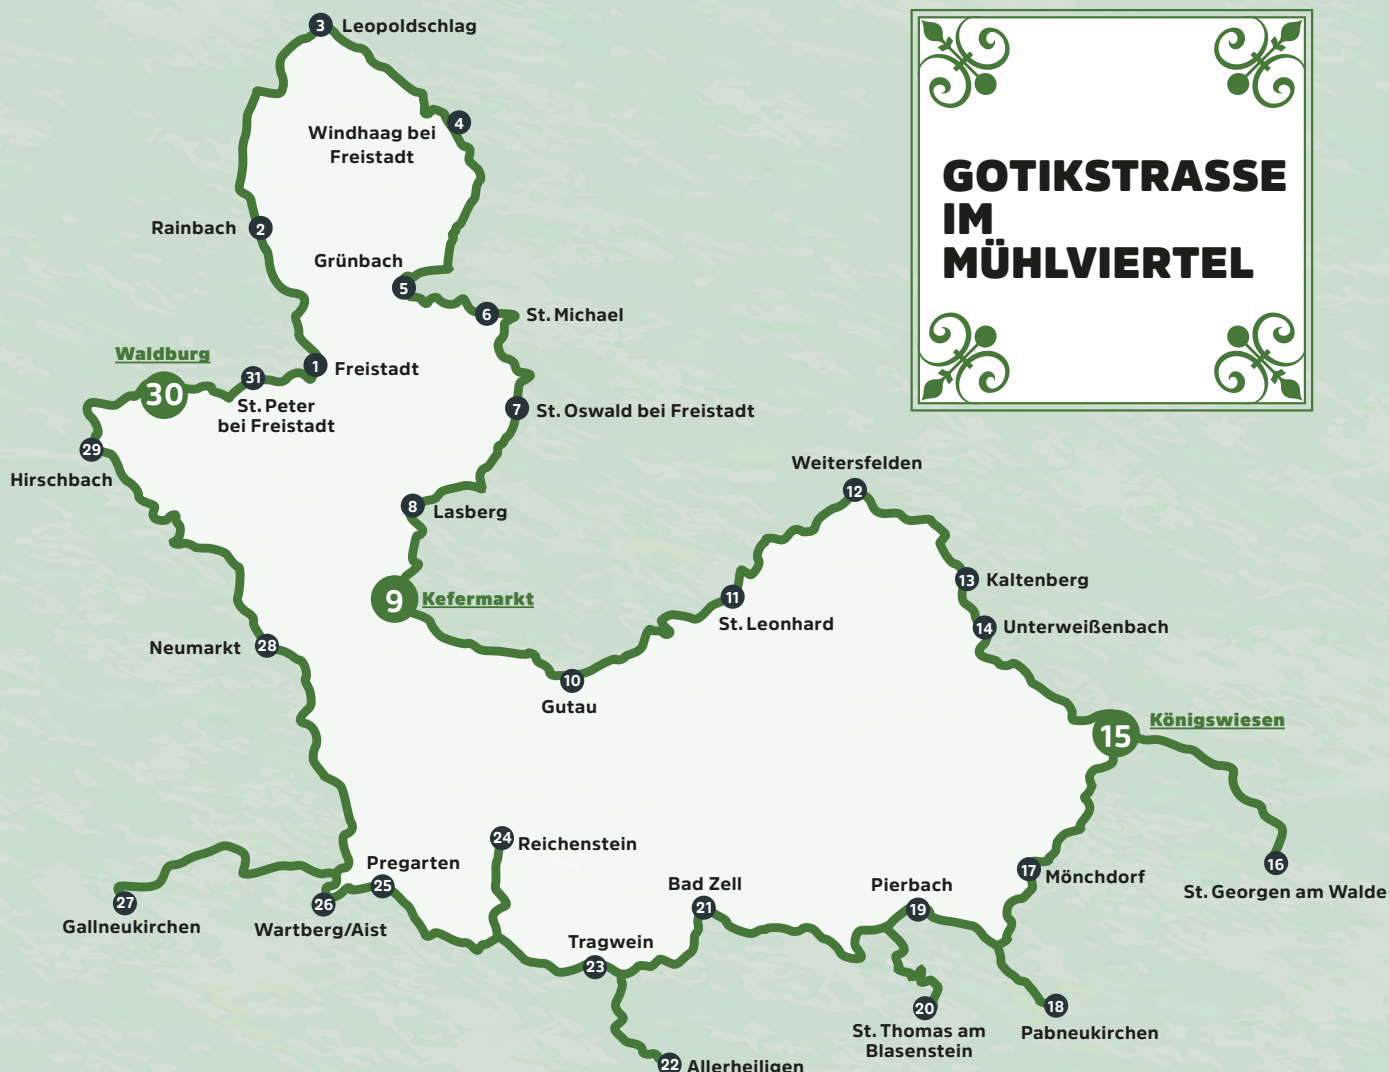 GOTIKSTRASSE
IM
MÜHLVIERTEL
3 Leopoldschlag
4
Windhaag bei
Freistadt
Rainbach 2
Grünbach
5
6 St. Michael
Waldburg
30
31
St. Peter
bei Freistadt
1 Freistadt
7 St. Oswald bei Freistadt
29
Hirschbach
8 Lasberg
Weitersfelden
12
9 Kefermarkt
11
St. Leonhard
13 Kaltenberg
14 Unterweißenbach
Neumarkt 28
10
Gutau
15 Königswiesen
24 Reichenstein
Pregarten
25
26
Wartberg/Aist
27
Gallneukirchen
Bad Zell
21
Pierbach
19
17 Mönchdorf
16
St. Georgen am Walde
Tragwein
23
20
St. Thomas am
Blasenstein
18
Pabneukirchen
22 Allerheiligen